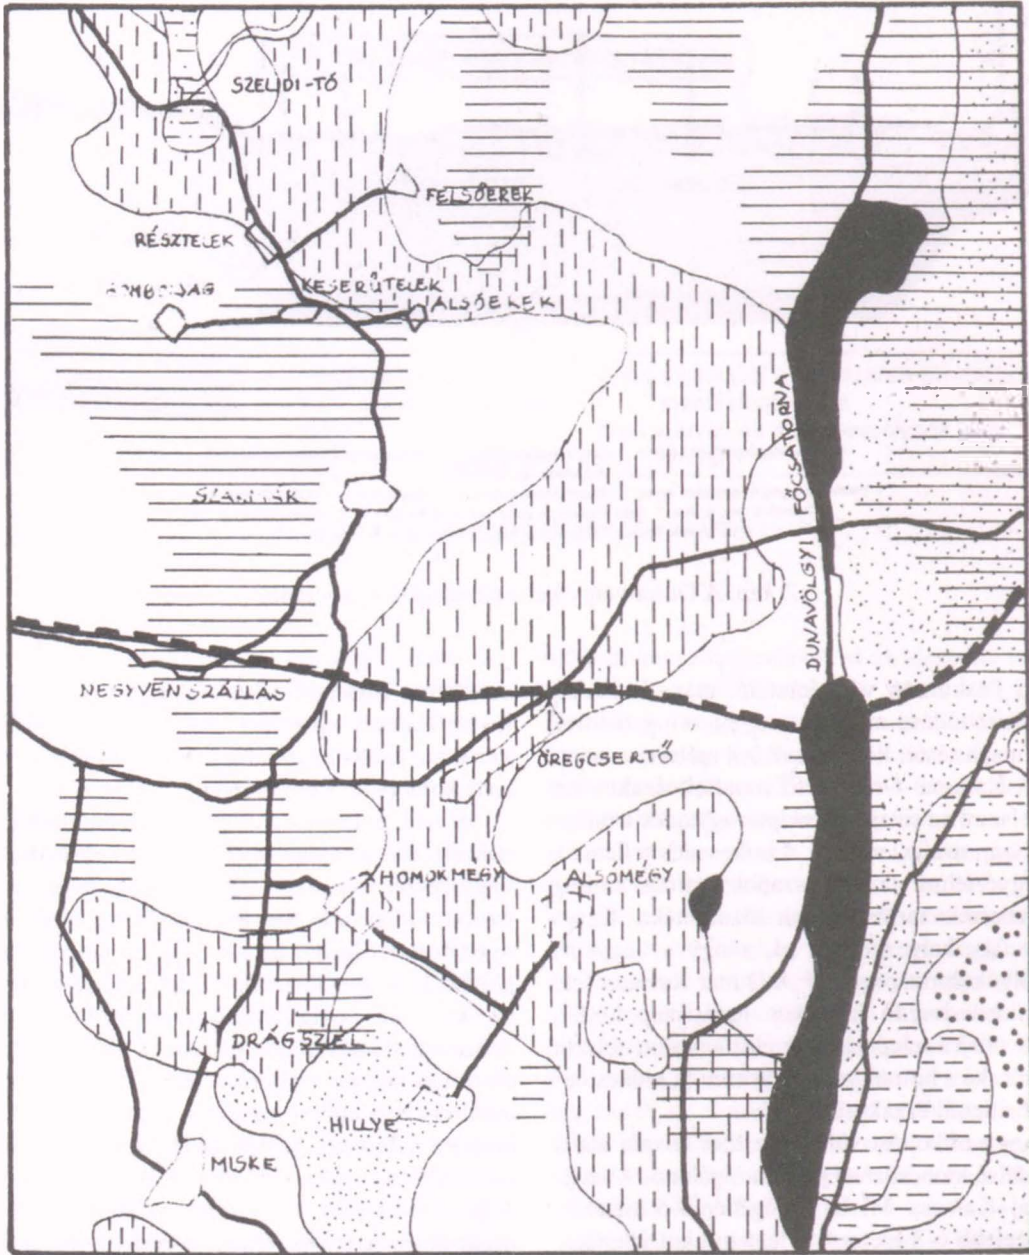 SZELIDI-TÓ
FELSŐEREK
RÉSZTELEK
KESERŰTELEK
ALSÓEREK
DUNAVÖLGYI FŐCSATORNA
NEGYVENSZÁLLÁS
ÖREGCSERTŐ
HOMOKMEGY
ALSÓMEGY
DRÁGSZÉL
HILLYE
MISKE